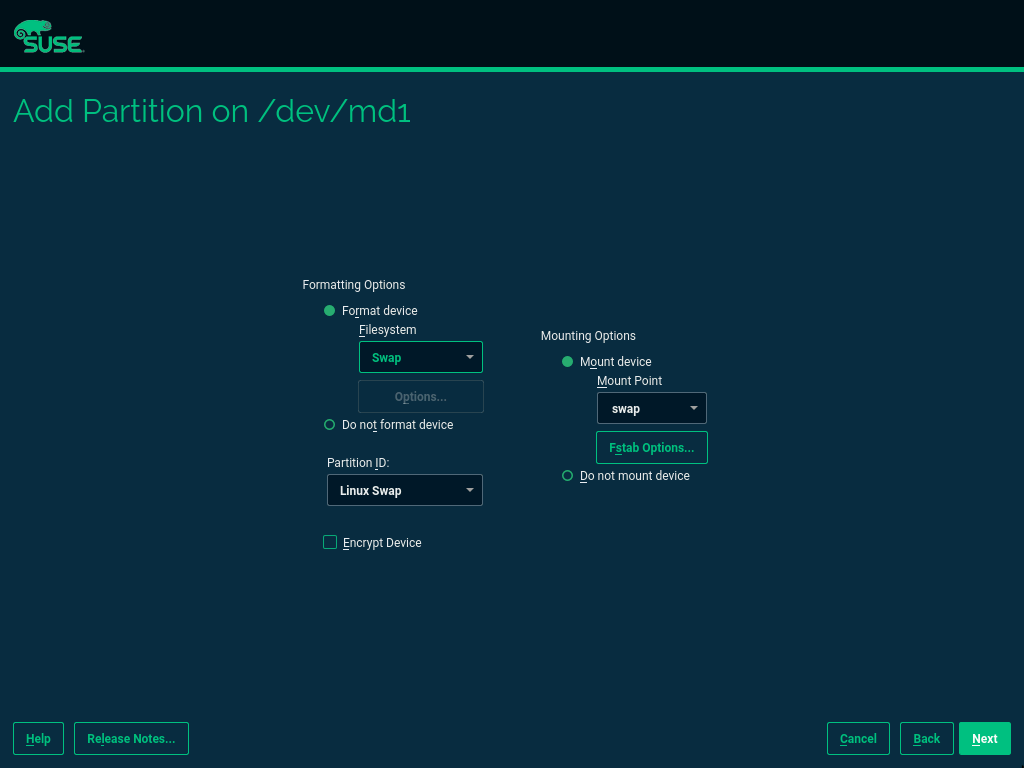 SUSE
Add Partition on /dev/md1
Formatting Options
Format device
Filesystem
Swap
Options...
Do not format device
Partition ID:
Linux Swap
Encrypt Device
Mounting Options
Mount device
Mount Point
swap
Fstab Options...
Do not mount device
Help
Release Notes...
Cancel
Back
Next